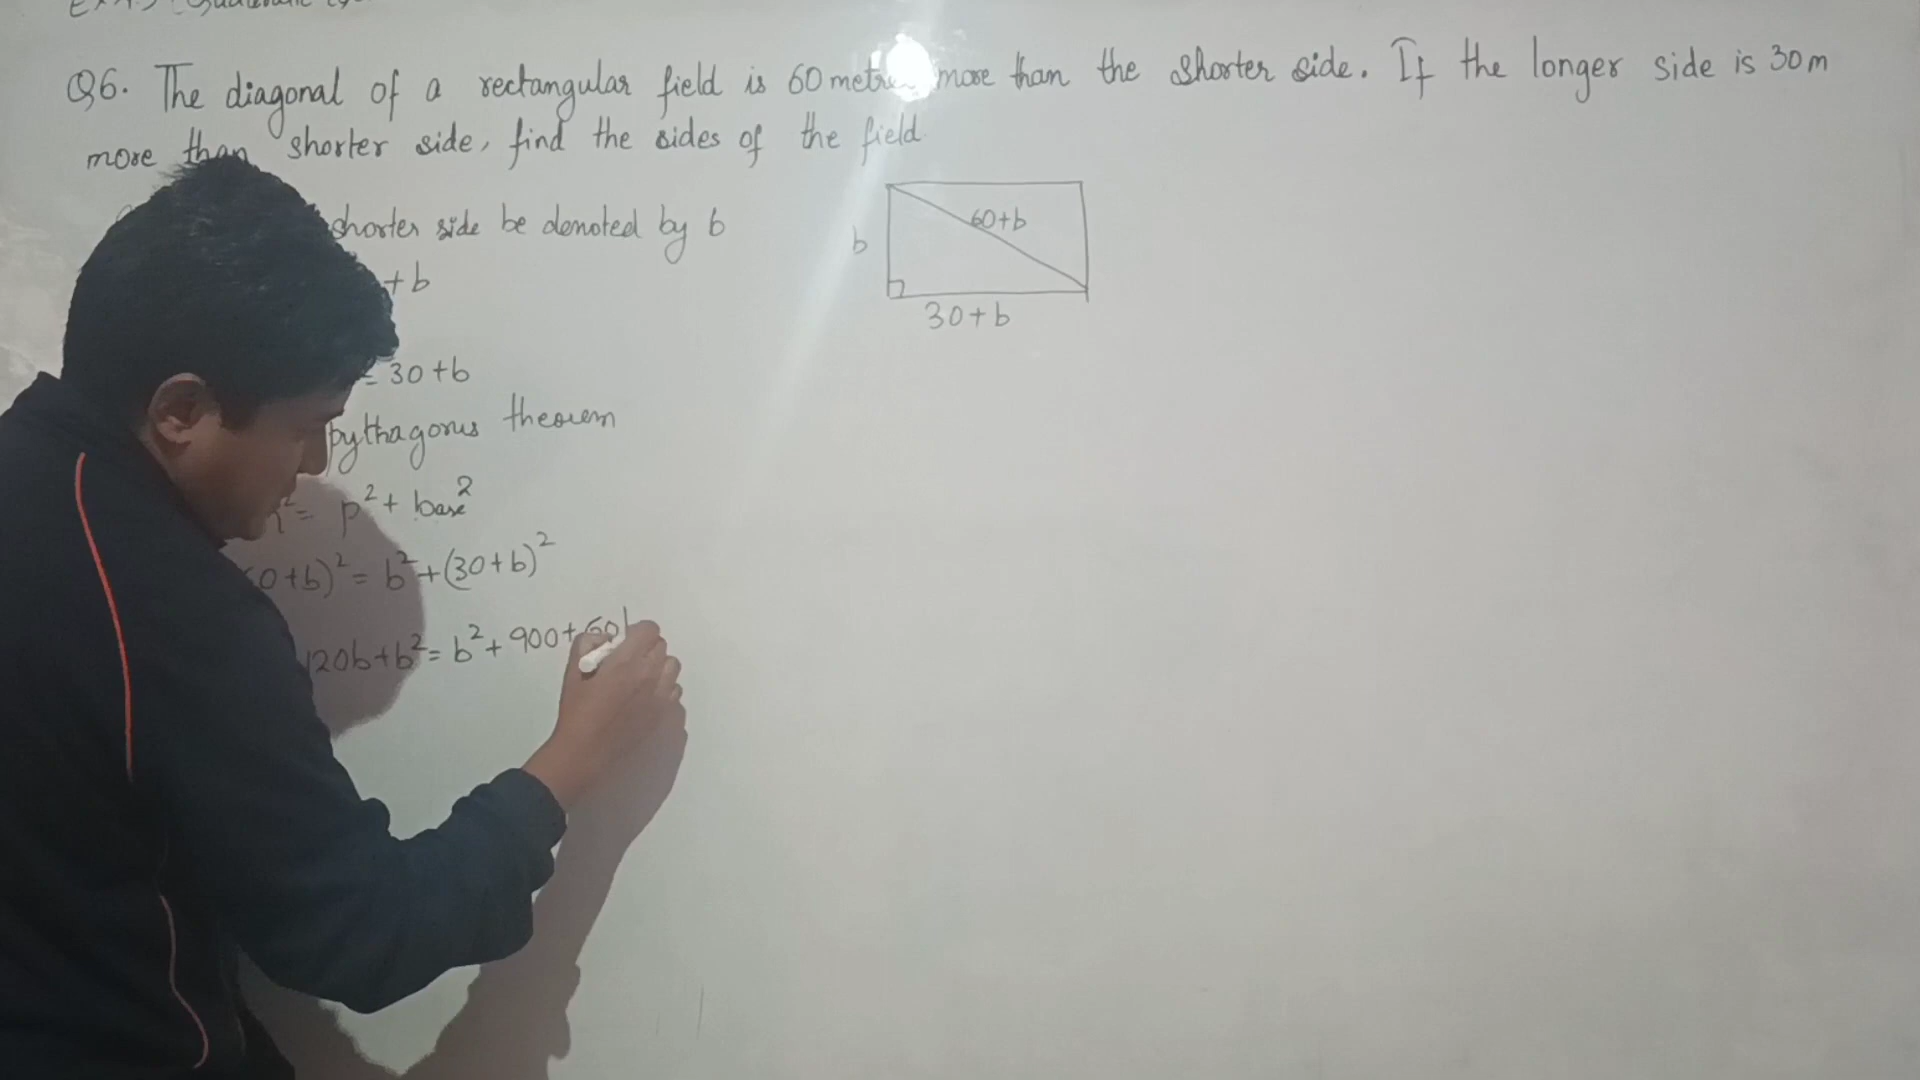 Q6. The diagonal of a rectangular field is 60 more than the shorter side. If the longer side is 30m
more than shorter side, find the sides of the field
shorter side be denoted by b
+b
= 30+b
pythagorus theorem
= p²+ base²
0+b)² = b²+(30+b)²
120b+b² = b²+ 900+60
b
60+b
30+b